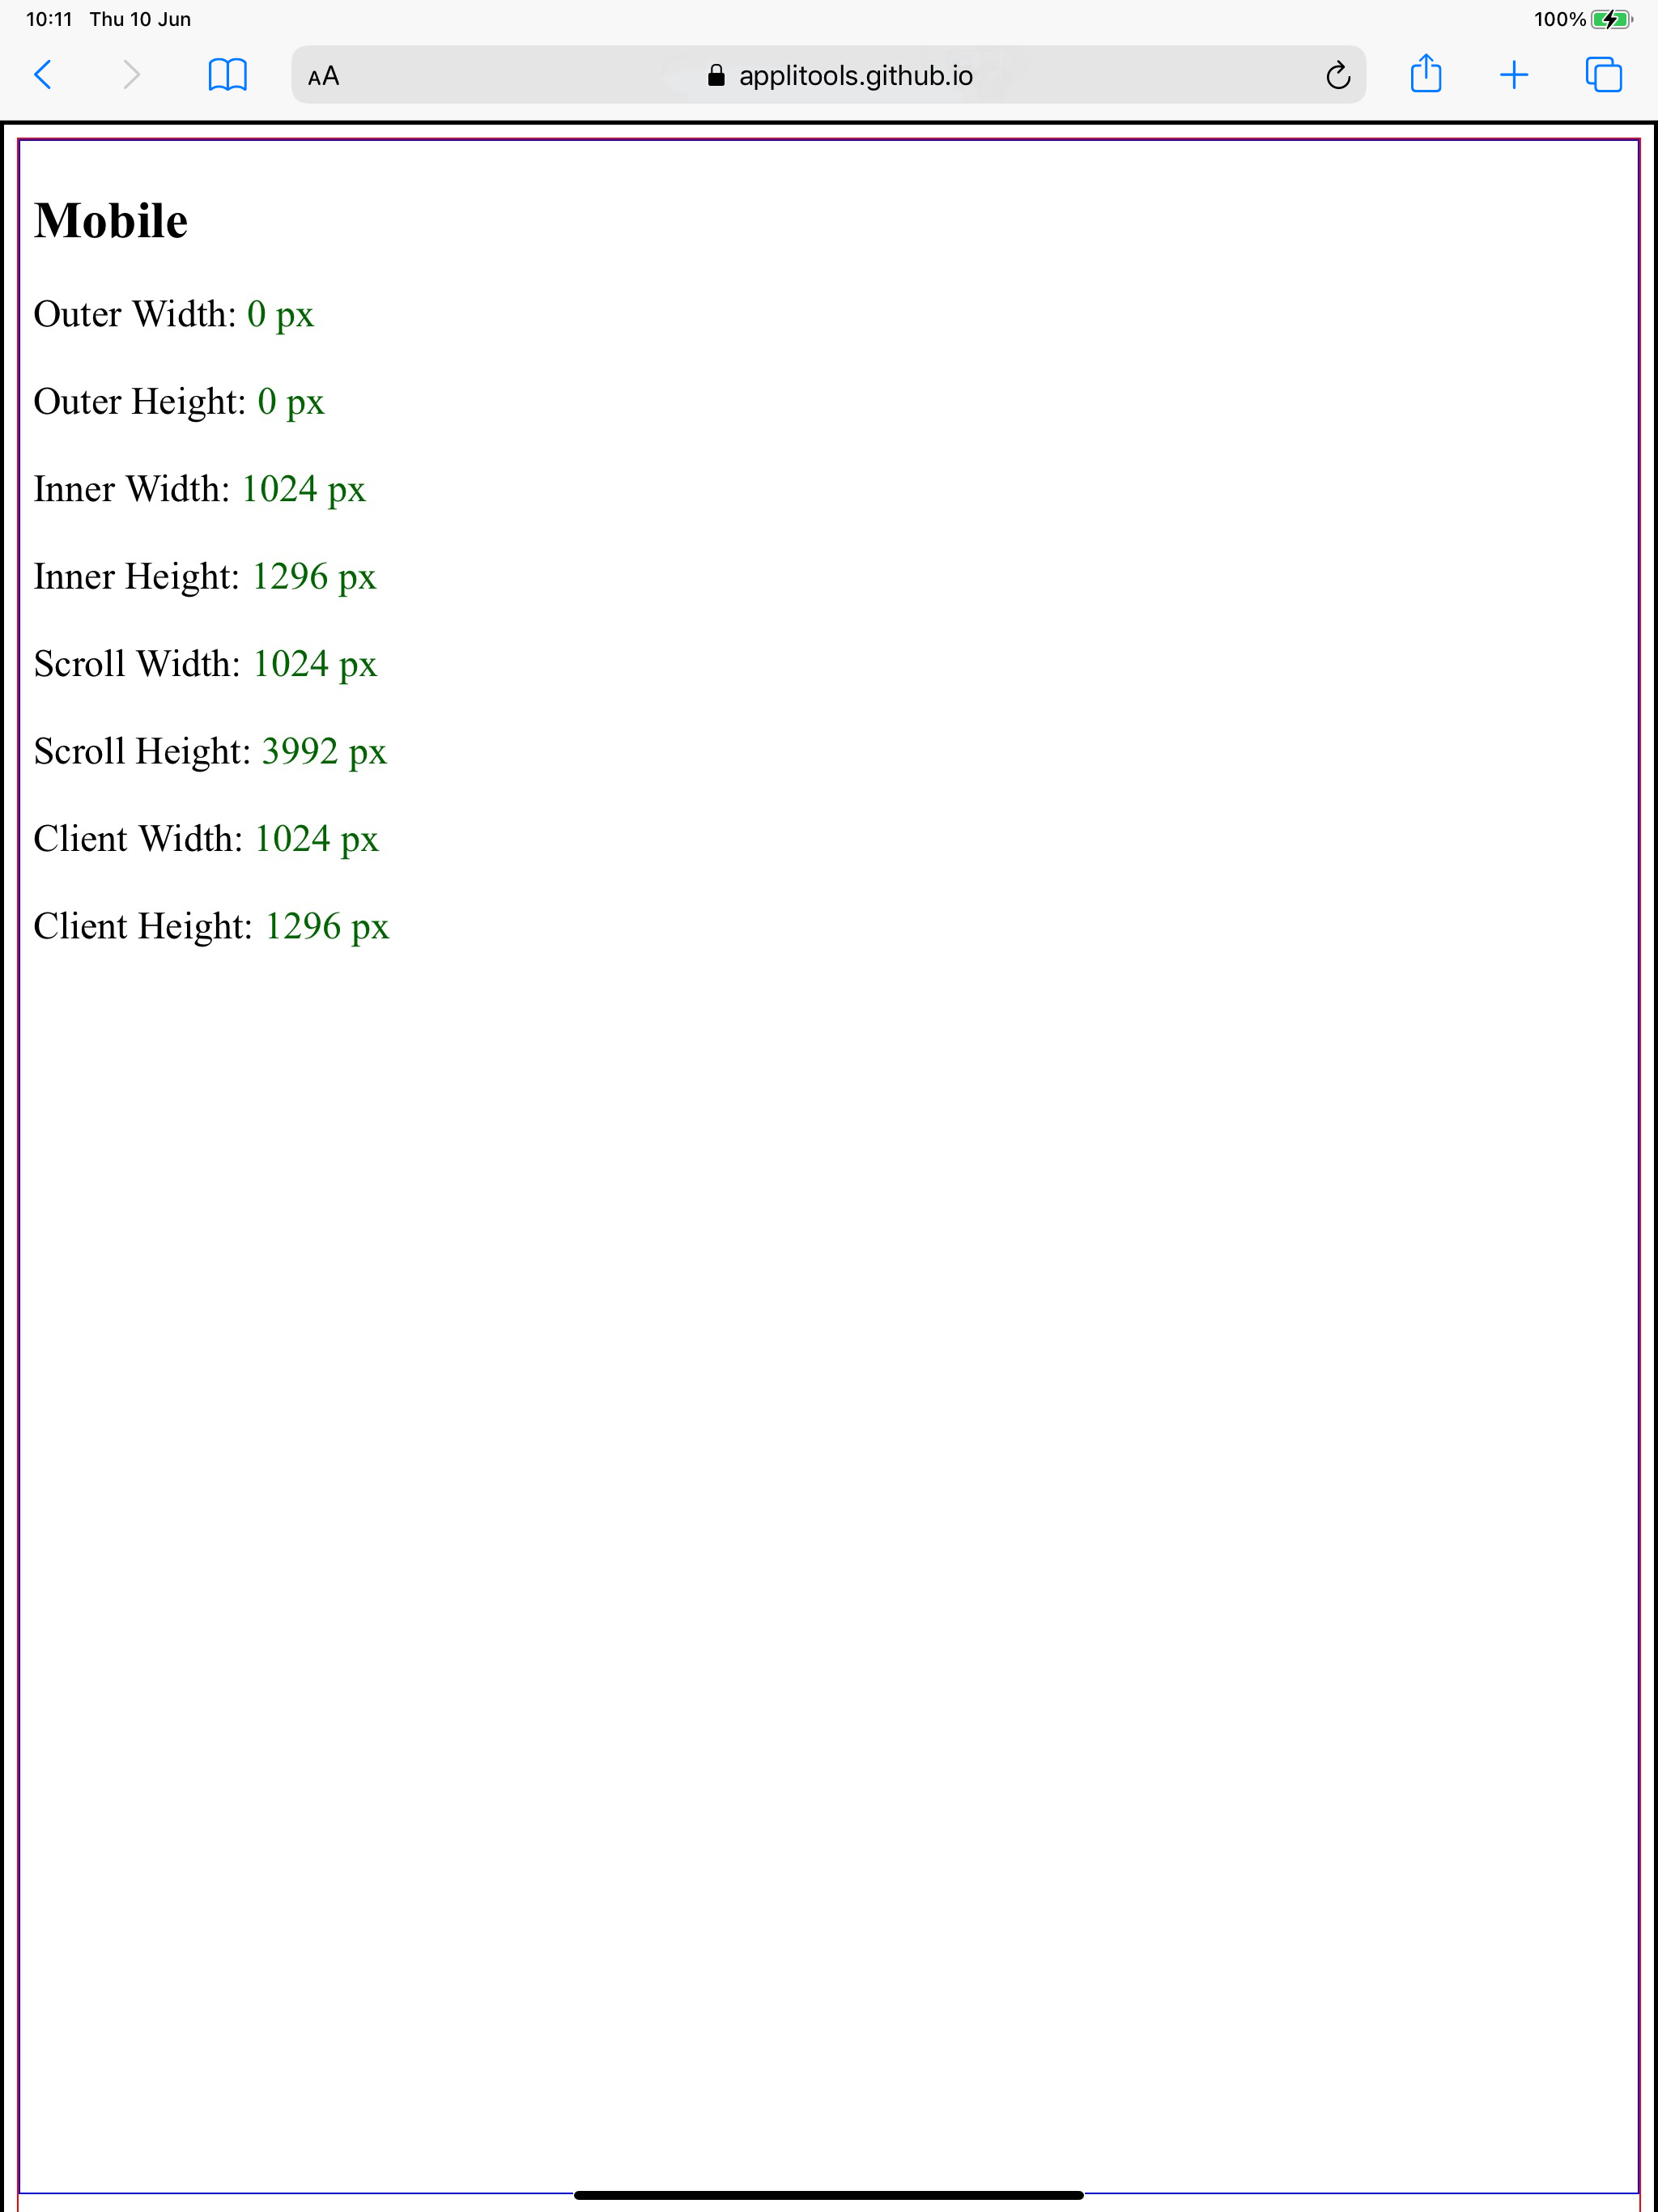 10:11 Thu 10 Jun 100%
AA applitools.github.io
Mobile
Outer Width: 0 px
Outer Height: 0 px
Inner Width: 1024 px
Inner Height: 1296 px
Scroll Width: 1024 px
Scroll Height: 3992 px
Client Width: 1024 px
Client Height: 1296 px